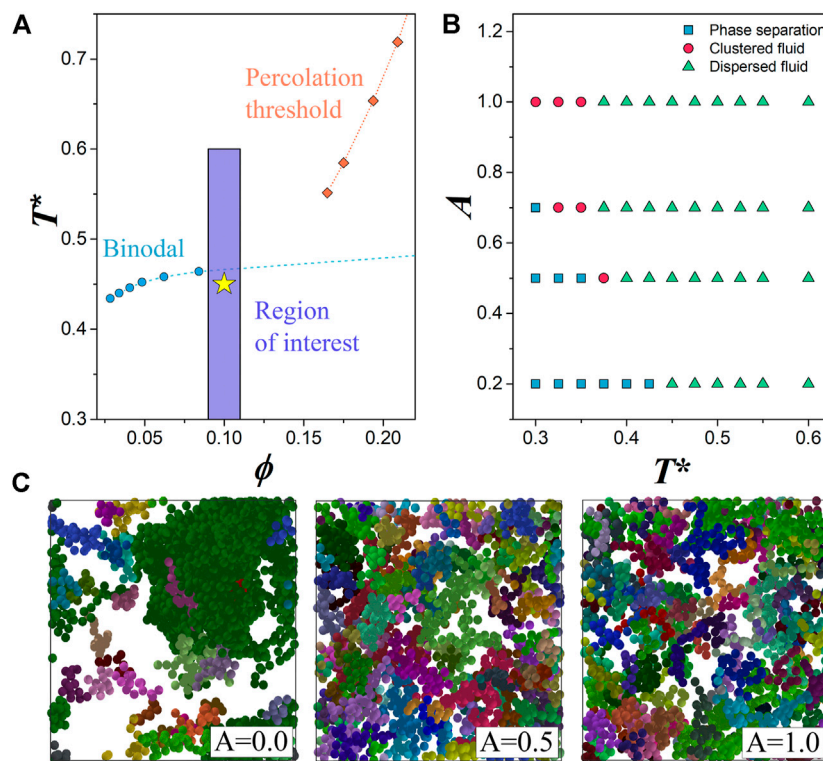 A
0.7
0.6
0.5
0.4
0.3
T*
Percolation
threshold
Binodal
Region
of interest
0.05
0.10
0.15
0.20
ϕ
B
Phase separation
Clustered fluid
Dispersed fluid
1.2
1.0
0.8
0.6
0.4
0.2
A
0.3
0.4
0.5
0.6
T*
C
A=0.0
A=0.5
A=1.0